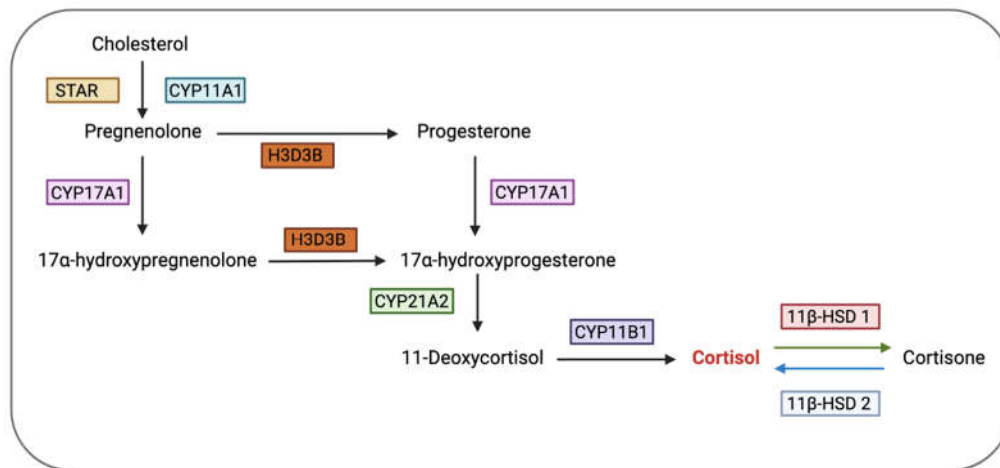 Cholesterol
STAR
CYP11A1
Pregnenolone
Progesterone
H3D3B
CYP17A1
CYP17A1
H3D3B
17α-hydroxypregnenolone
17α-hydroxyprogesterone
CYP21A2
CYP11B1
11β-HSD 1
11-Deoxycortisol
Cortisol
Cortisone
11β-HSD 2